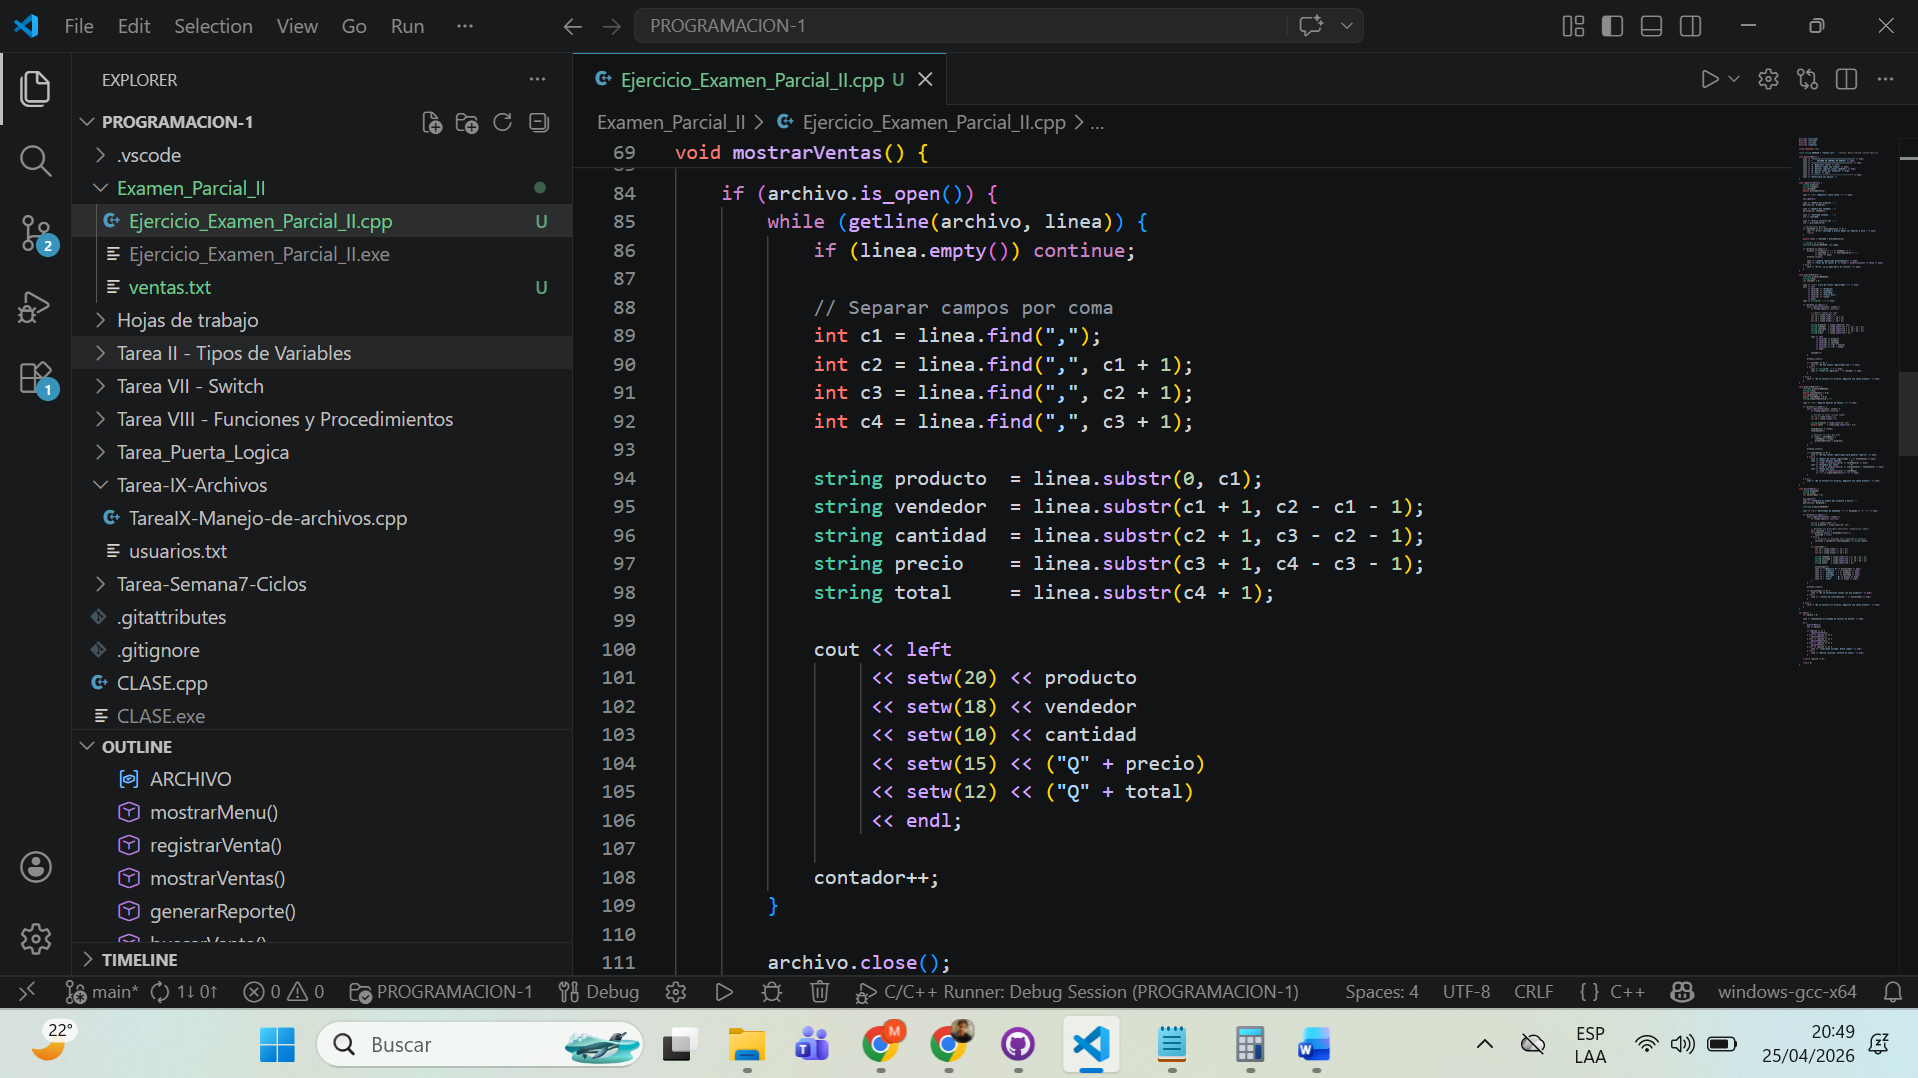 File Edit Selection View Go Run ···
PROGRAMACION-1
EXPLORER
PROGRAMACION-1
.vscode
Examen_Parcial_II
Ejercicio_Examen_Parcial_II.cpp U
Ejercicio_Examen_Parcial_II.exe
ventas.txt U
Hojas de trabajo
Tarea II - Tipos de Variables
Tarea VII - Switch
Tarea VIII - Funciones y Procedimientos
Tarea_Puerta_Logica
Tarea-IX-Archivos
TareaIX-Manejo-de-archivos.cpp
usuarios.txt
Tarea-Semana7-Ciclos
.gitattributes
.gitignore
CLASE.cpp
CLASE.exe
OUTLINE
ARCHIVO
mostrarMenu()
registrarVenta()
mostrarVentas()
generarReporte()
TIMELINE
2
1
Ejercicio_Examen_Parcial_II.cpp U
Examen_Parcial_II > Ejercicio_Examen_Parcial_II.cpp > ...
69 void mostrarVentas() {
84 if (archivo.is_open()) {
85 while (getline(archivo, linea)) {
86 if (linea.empty()) continue;
87
88 // Separar campos por coma
89 int c1 = linea.find(",");
90 int c2 = linea.find(",", c1 + 1);
91 int c3 = linea.find(",", c2 + 1);
92 int c4 = linea.find(",", c3 + 1);
93
94 string producto  = linea.substr(0, c1);
95 string vendedor  = linea.substr(c1 + 1, c2 - c1 - 1);
96 string cantidad  = linea.substr(c2 + 1, c3 - c2 - 1);
97 string precio    = linea.substr(c3 + 1, c4 - c3 - 1);
98 string total     = linea.substr(c4 + 1);
99
100 cout << left
101 << setw(20) << producto
102 << setw(18) << vendedor
103 << setw(10) << cantidad
104 << setw(15) << ("Q" + precio)
105 << setw(12) << ("Q" + total)
106 << endl;
107
108 contador++;
109 }
110
111 archivo.close();
main* 1↓ 0↑ 0 0 PROGRAMACION-1 Debug C/C++ Runner: Debug Session (PROGRAMACION-1) Spaces: 4 UTF-8 CRLF {} C++ windows-gcc-x64
22°
Buscar
M
T
W
ESP
LAA
20:49
25/04/2026